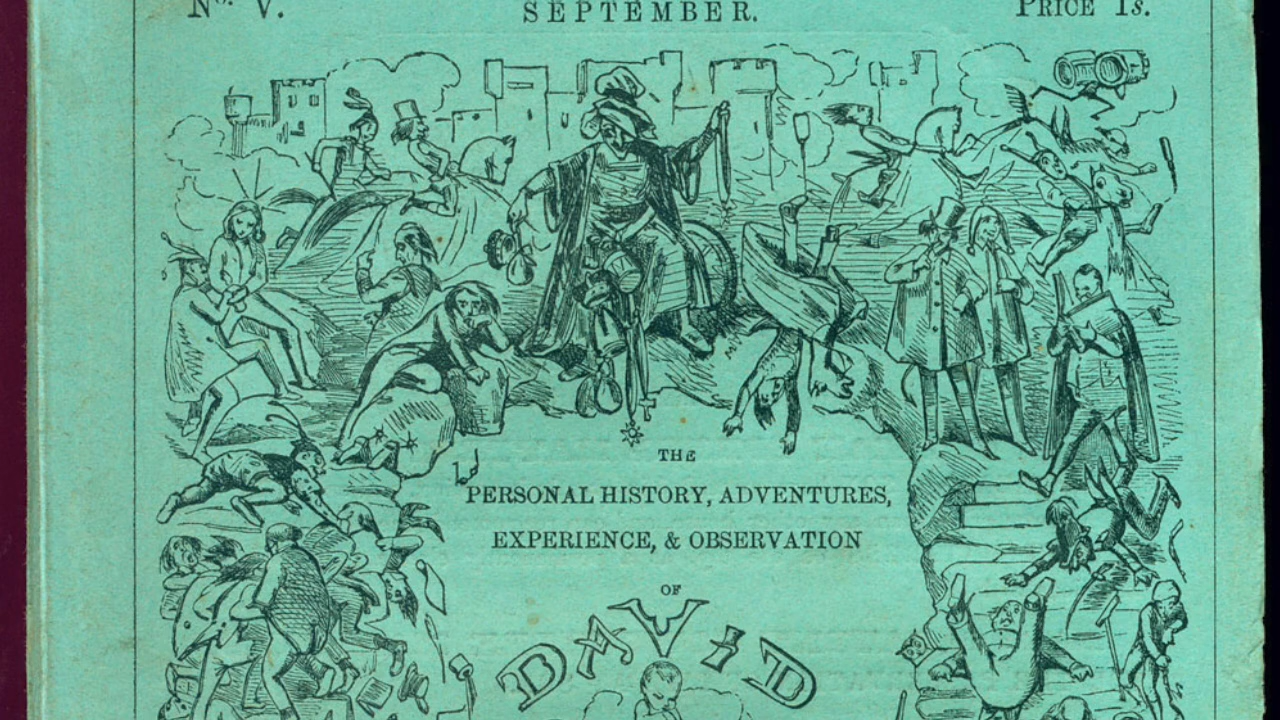 No. V.
SEPTEMBER.
PRICE 1s.
THE
PERSONAL HISTORY, ADVENTURES,
EXPERIENCE, & OBSERVATION
OF
DAVID